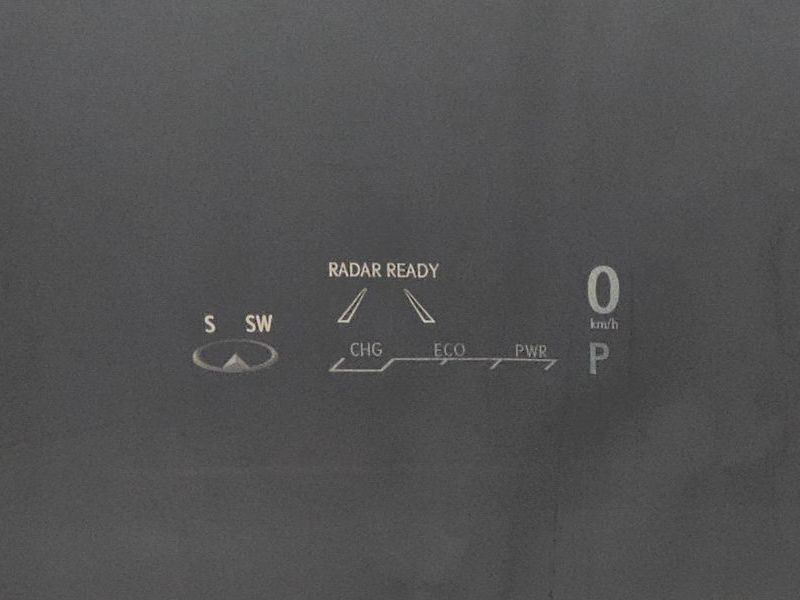 RADAR READY
0
km/h
S SW
CHG ECO PWR
P